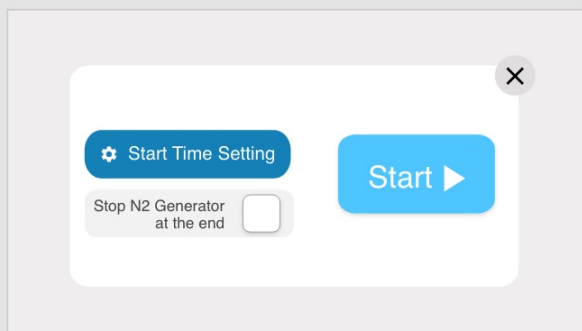 Start Time Setting
Stop N2 Generator
at the end
Start